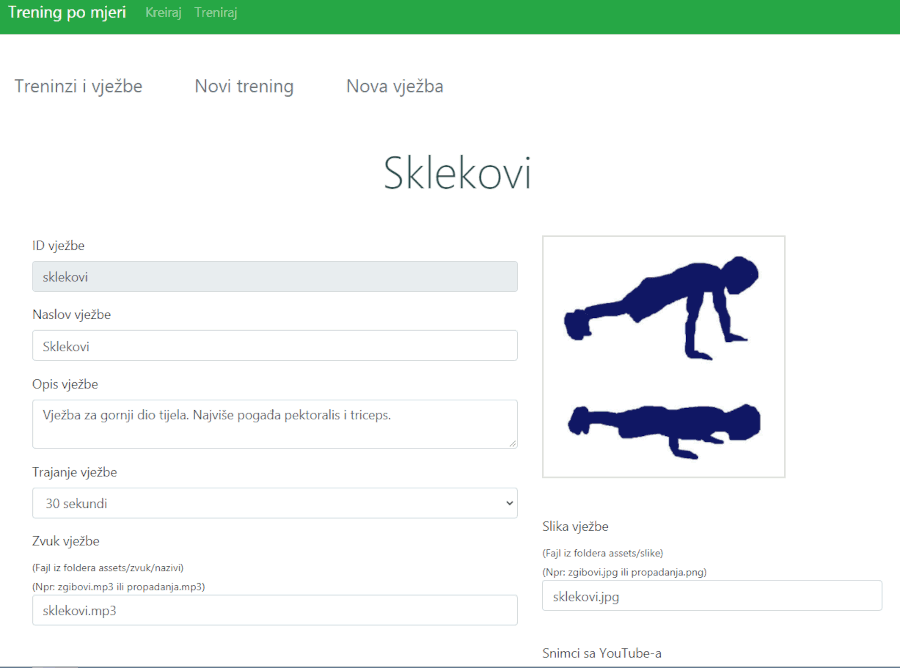 Trening po mjeri Kreiraj Treniraj
Treninzi i vježbe Novi trening Nova vježba
Sklekovi
ID vježbe
sklekovi
Naslov vježbe
Sklekovi
Opis vježbe
Vježba za gornji dio tijela. Najviše pogađa pektoralis i triceps.
Trajanje vježbe
30 sekundi
Zvuk vježbe
(Fajl iz foldera assets/zvuk/nazivi)
(Npr: zgibovi.mp3 ili propadanja.mp3)
sklekovi.mp3
Slika vježbe
(Fajl iz foldera assets/slike)
(Npr: zgibovi.jpg ili propadanja.png)
sklekovi.jpg
Snimci sa YouTube-a